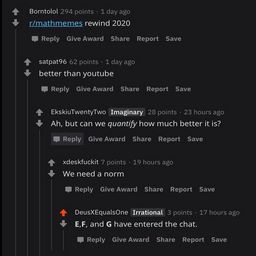 Borntolol 294 points · 1 day ago
r/mathmemes rewind 2020
Reply Give Award Share Report Save
satpat96 62 points · 1 day ago
better than youtube
Reply Give Award Share Report Save
EkskiuTwentyTwo Imaginary 28 points · 23 hours ago
Ah, but can we quantify how much better it is?
Reply Give Award Share Report Save
xdeskfuckit 7 points · 19 hours ago
We need a norm
Reply Give Award Share Report Save
DeusXEqualsOne Irrational 3 points · 17 hours ago
E,F, and G have entered the chat.
Reply Give Award Share Report Save